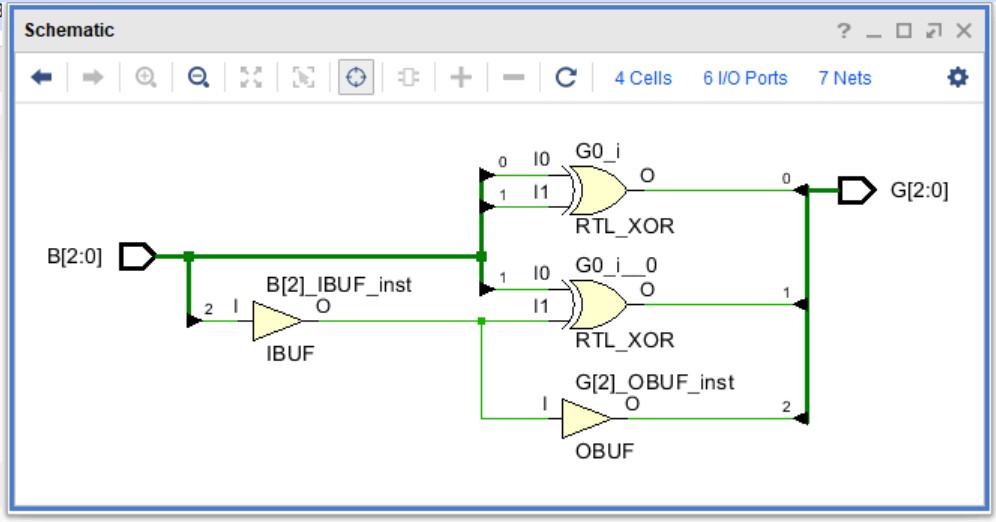 Schematic
4 Cells 6 I/O Ports 7 Nets
G0_i
0 I0 O 0
1 I1 G[2:0]
RTL_XOR
B[2:0]
G0_i__0
1 I0 O
B[2]_IBUF_inst
2 I O I1 1
RTL_XOR
IBUF
G[2]_OBUF_inst
I O 2
OBUF